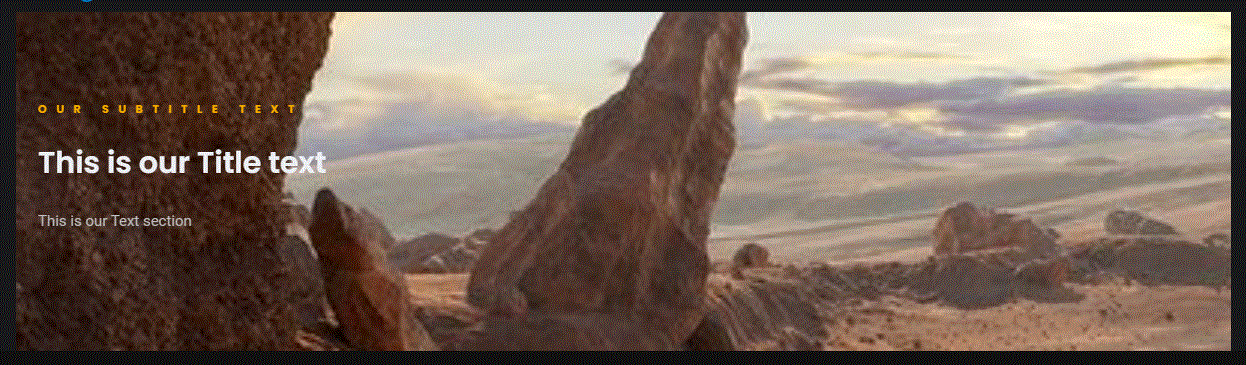 OUR SUBTITLE TEXT
This is our Title text
This is our Text section